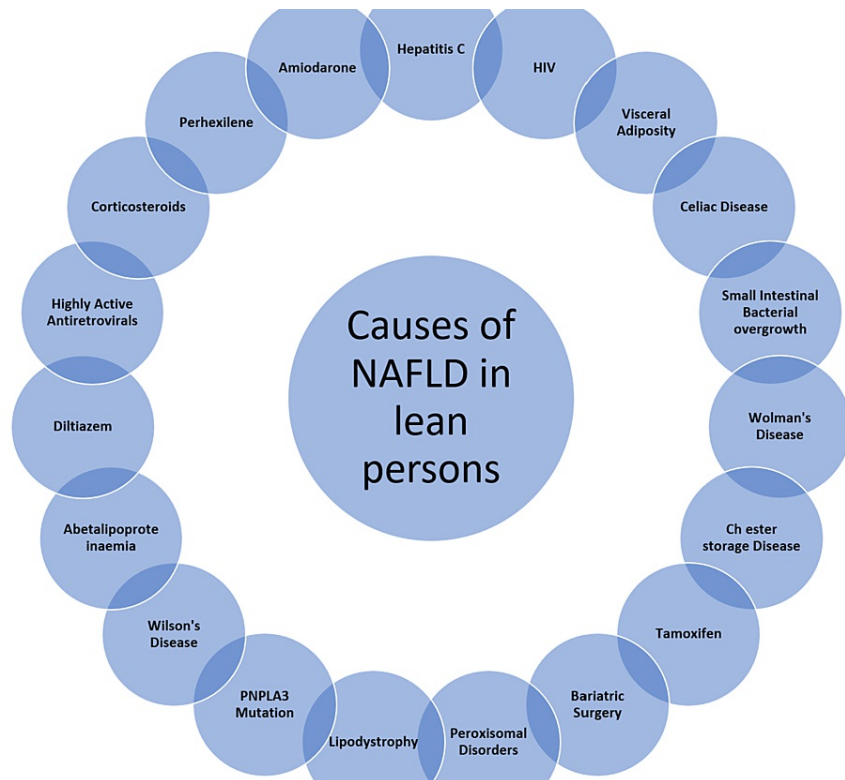 Causes of
NAFLD in
lean
persons
Hepatitis C
HIV
Visceral
Adiposity
Celiac Disease
Small Intestinal
Bacterial
overgrowth
Wolman's
Disease
Ch ester
storage Disease
Tamoxifen
Bariatric
Surgery
Peroxisomal
Disorders
Lipodystrophy
PNPLA3
Mutation
Wilson's
Disease
Abetalipoprote
inaemia
Diltiazem
Highly Active
Antiretrovirals
Corticosteroids
Perhexilene
Amiodarone